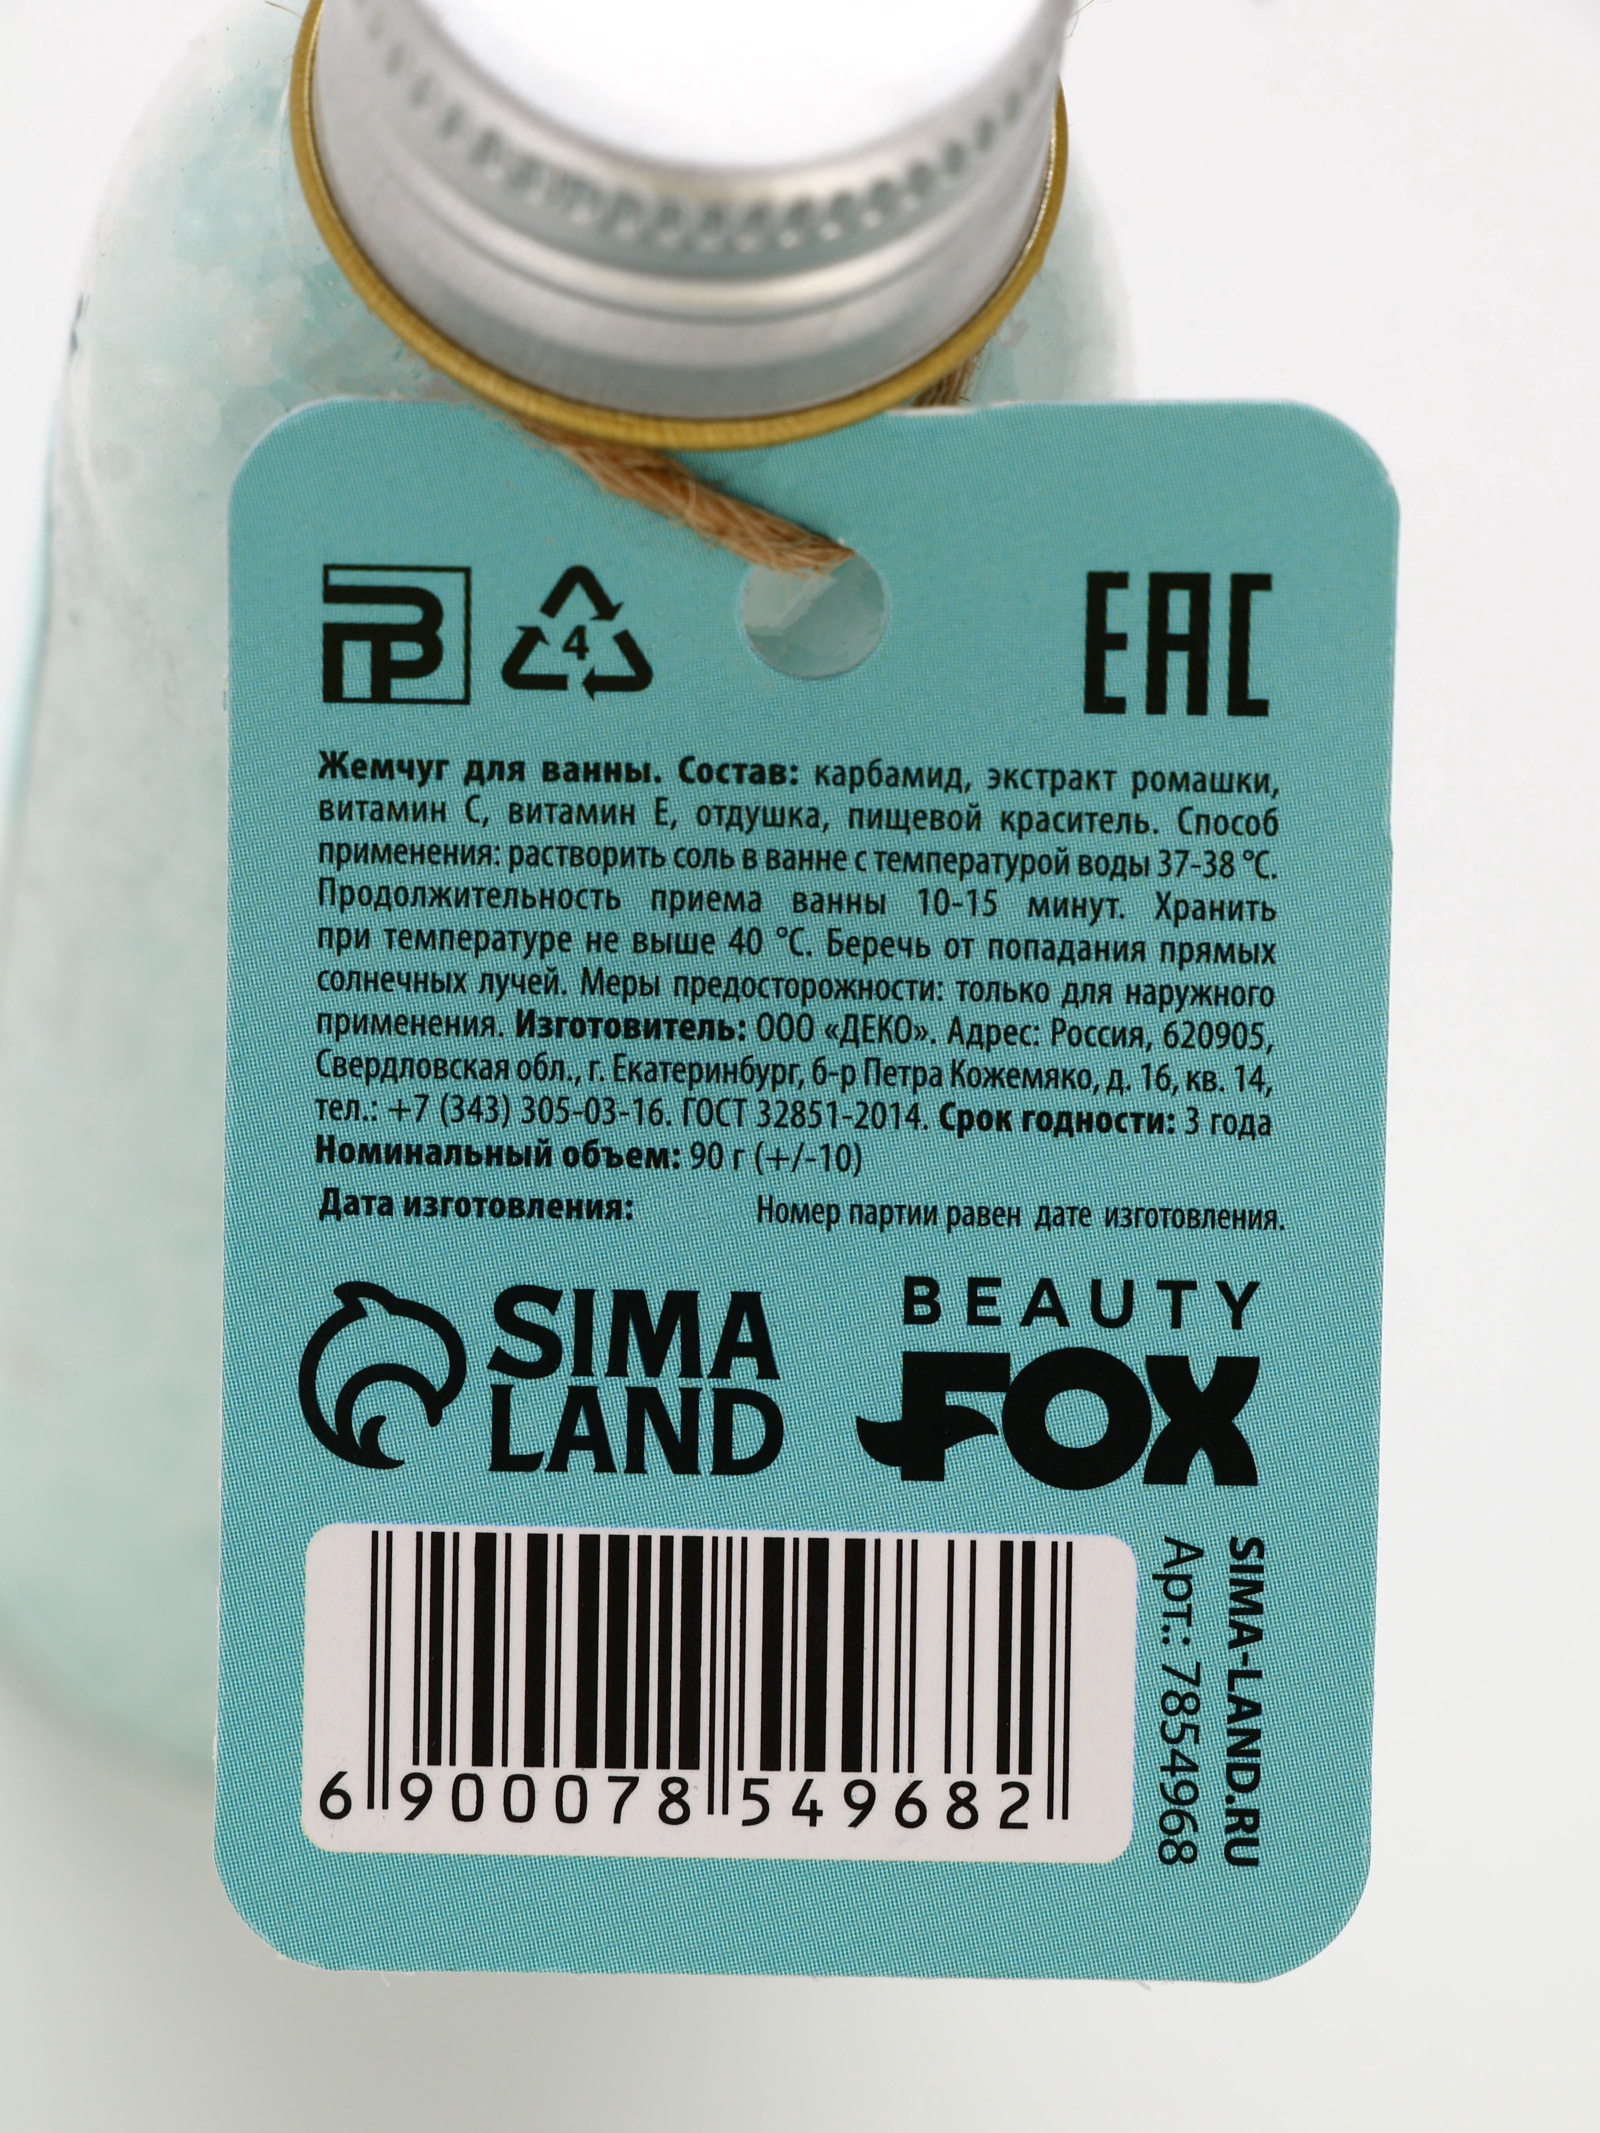 4
EAC
Жемчуг для ванны. Состав: карбамид, экстракт ромашки,
витамин С, витамин Е, отдушка, пищевой краситель. Способ
применения: растворить соль в ванне с температурой воды 37-38 °С.
Продолжительность приема ванны 10-15 минут. Хранить
при температуре не выше 40 °С. Беречь от попадания прямых
солнечных лучей. Меры предосторожности: только для наружного
применения. Изготовитель: ООО «ДЕКО». Адрес: Россия, 620905,
Свердловская обл., г. Екатеринбург, б-р Петра Кожемяко, д. 16, кв. 14,
тел.: +7 (343) 305-03-16. ГОСТ 32851-2014. Срок годности: 3 года
Номинальный объем: 90 г (+/-10)
Дата изготовления: Номер партии равен дате изготовления.
SIMA
LAND
BEAUTY
FOX
6 900078 549682
SIMA-LAND.RU
Арт.: 7854968